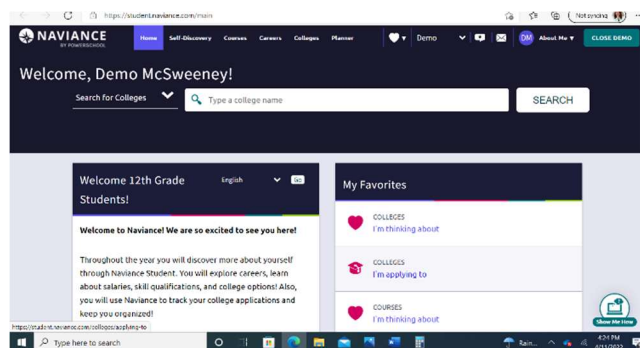 https://student.naviance.com/main
Not syncing
NAVIANCE
BY POWERSCHOOL
Home Self-Discovery Courses Careers Colleges Planner Demo DM About Me CLOSE DEMO
Welcome, Demo McSweeney!
Search for Colleges Type a college name SEARCH
Welcome 12th Grade
Students!
English Go
Welcome to Naviance! We are so excited to see you here!
Throughout the year you will discover more about yourself
through Naviance Student. You will explore careers, learn
about salaries, skill qualifications, and college options! Also,
you will use Naviance to track your college applications and
keep you organized!
My Favorites
COLLEGES
I'm thinking about
COLLEGES
I'm applying to
COURSES
I'm thinking about
Show Me How
https://student.naviance.com/colleges/applying-to
Type here to search
Rain...
4:24 PM
4/11/2022